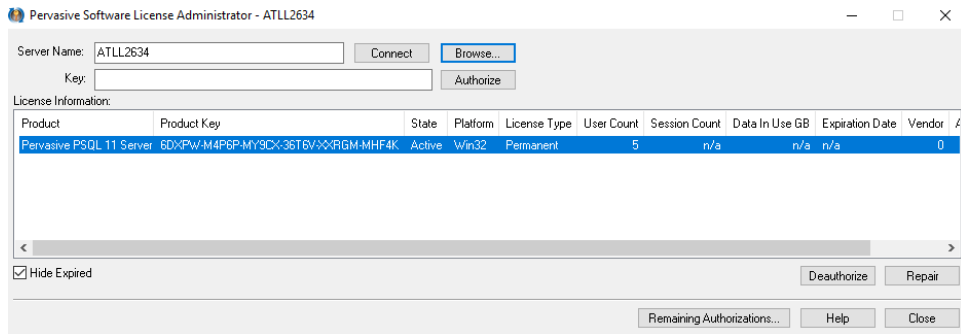 Pervasive Software License Administrator - ATLL2634
Server Name: ATLL2634 Connect Browse...
Key: Authorize
License Information:
Product Product Key State Platform License Type User Count Session Count Data In Use GB Expiration Date Vendor A
Pervasive PSQL 11 Server 6DXPW-M4P6P-MY9CX-36T6V-XXRGM-MHF4K Active Win32 Permanent 5 n/a n/a n/a 0
Hide Expired Deauthorize Repair
Remaining Authorizations... Help Close